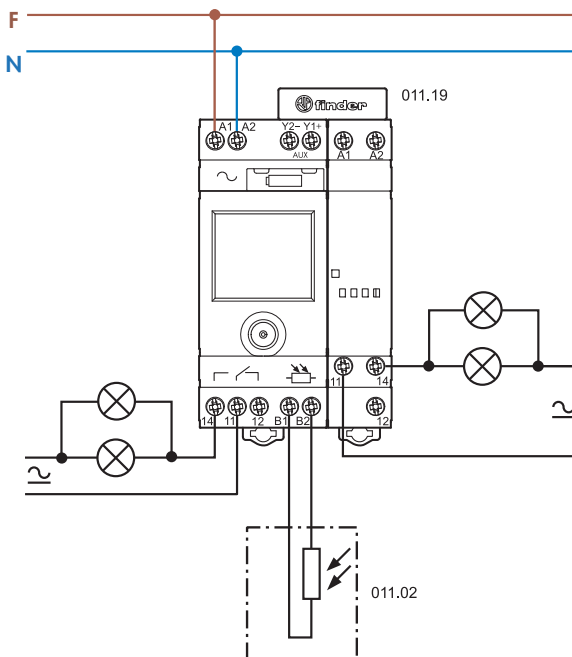 F
N
finder
011.19
A1 A2 Y2– Y1+ A1 A2
AUX
11 14
14 11 12 B1 B2 12
011.02